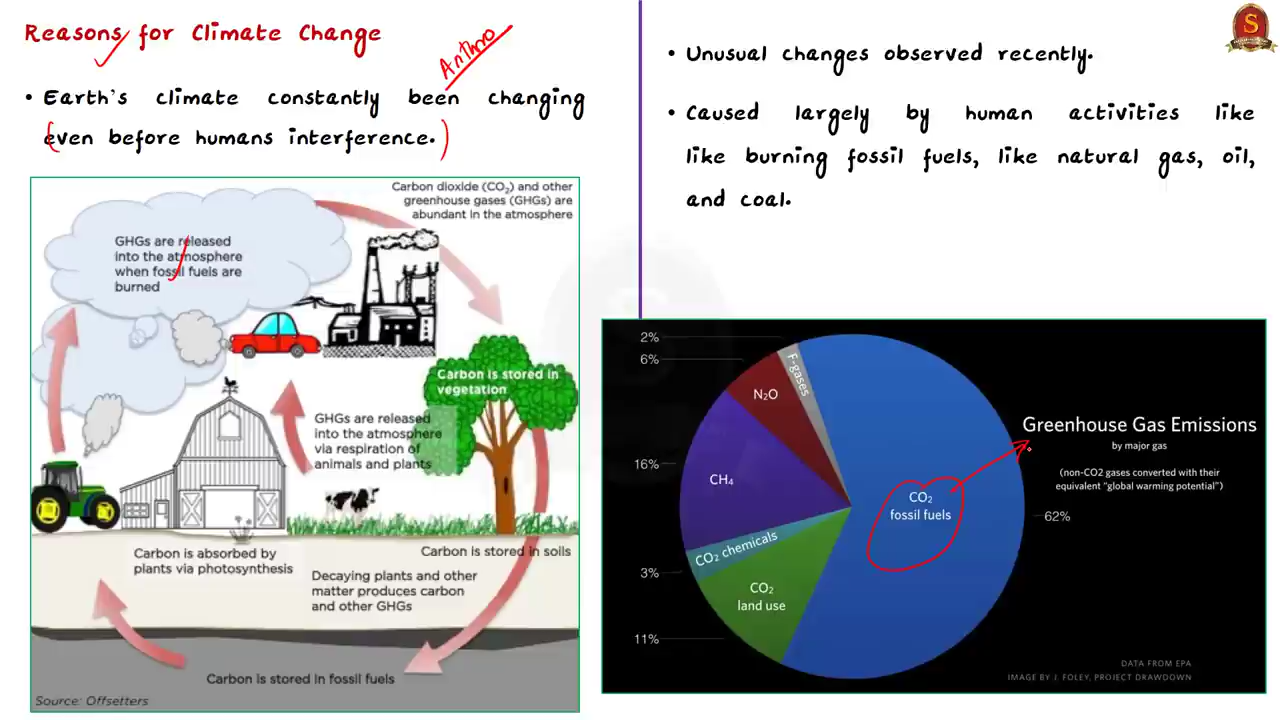 Reasons for Climate Change
Anthro
• Earth's climate constantly been changing
(even before humans interference.)
Carbon dioxide (CO₂) and other
greenhouse gases (GHGs) are
abundant in the atmosphere
GHGs are released
into the atmosphere
when fossil fuels are
burned
Carbon is stored in
vegetation
GHGs are released
into the atmosphere
via respiration of
animals and plants
Carbon is absorbed by
plants via photosynthesis
Carbon is stored in soils
Decaying plants and other
matter produces carbon
and other GHGs
Carbon is stored in fossil fuels
Source: Offsetters
S
• Unusual changes observed recently.
• Caused largely by human activities like
like burning fossil fuels, like natural gas, oil,
and coal.
2%
6%
F-gases
N₂O
16%
CH₄
CO₂ chemicals
3%
CO₂
land use
11%
CO₂
fossil fuels
62%
Greenhouse Gas Emissions
by major gas
(non-CO2 gases converted with their
equivalent "global warming potential")
DATA FROM EPA
IMAGE BY J. FOLEY, PROJECT DRAWDOWN